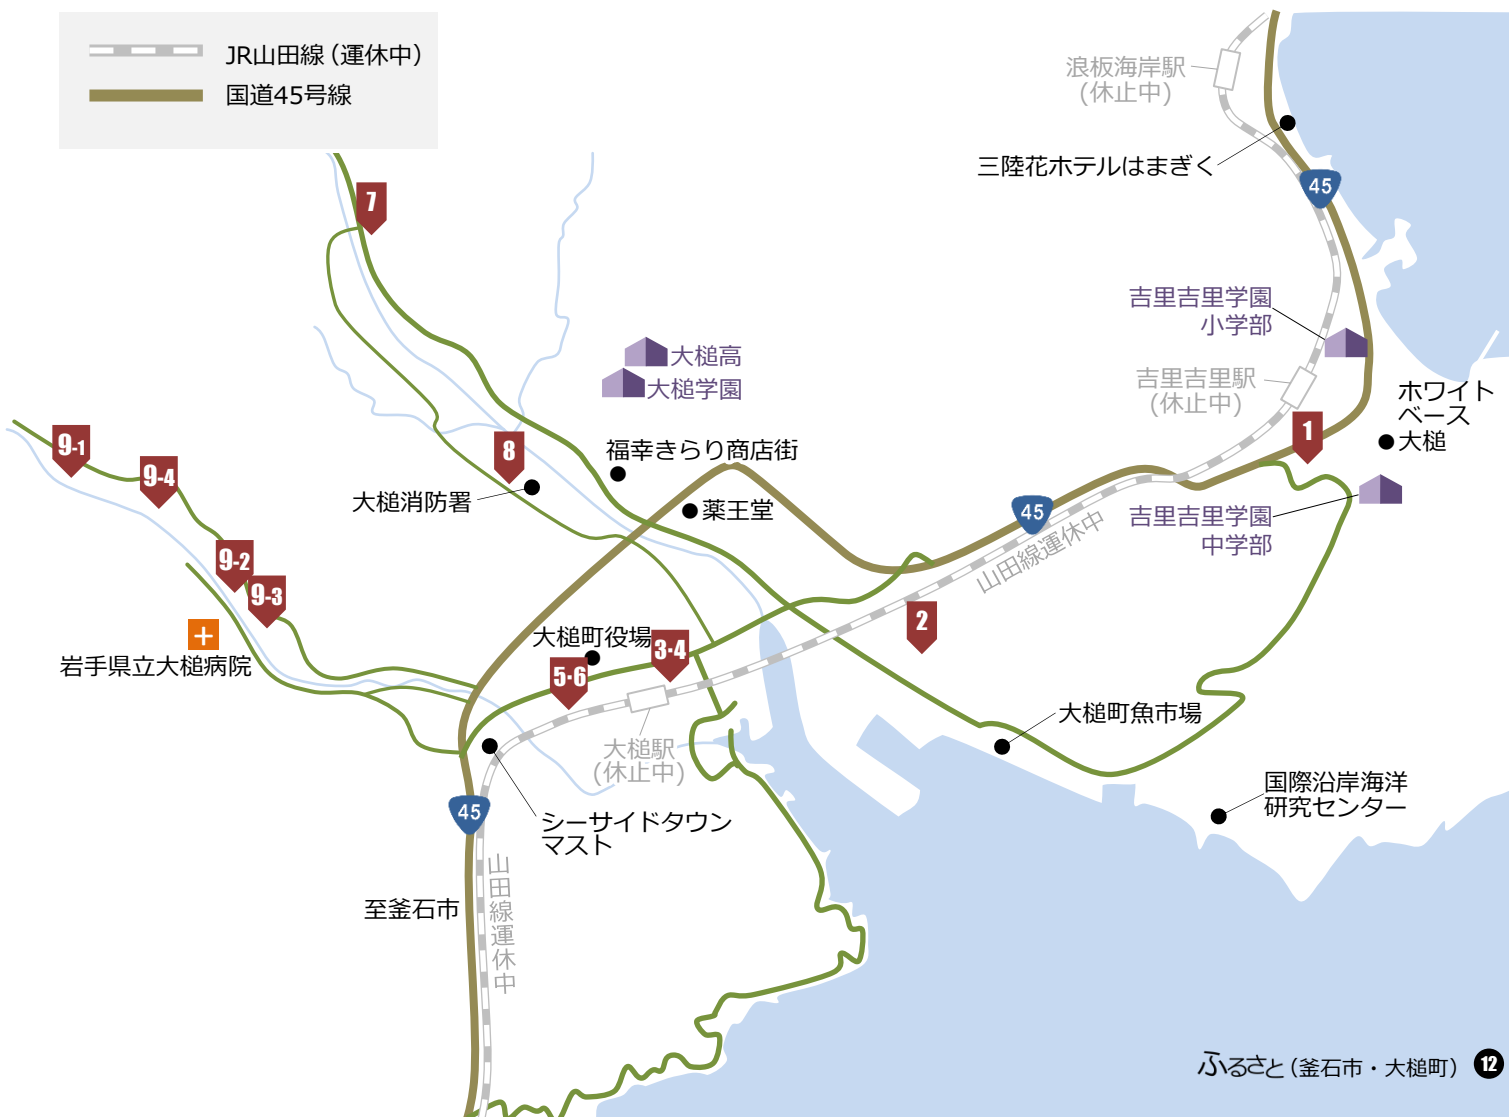 JR山田線（運休中）
国道45号線
浪板海岸駅
（休止中）
三陸花ホテルはまぎく
45
7
吉里吉里学園
小学部
大槌高
大槌学園
吉里吉里駅
（休止中）
ホワイト
ベース
大槌
1
9-1
9-4
8
福幸きらり商店街
大槌消防署
薬王堂
45
山田線運休中
吉里吉里学園
中学部
9-2
9-3
2
岩手県立大槌病院
大槌町役場
3·4
5·6
大槌駅
（休止中）
大槌町魚市場
国際沿岸海洋
研究センター
45
シーサイドタウン
マスト
山田線運休中
至釜石市
ふるさと（釜石市・大槌町） 12